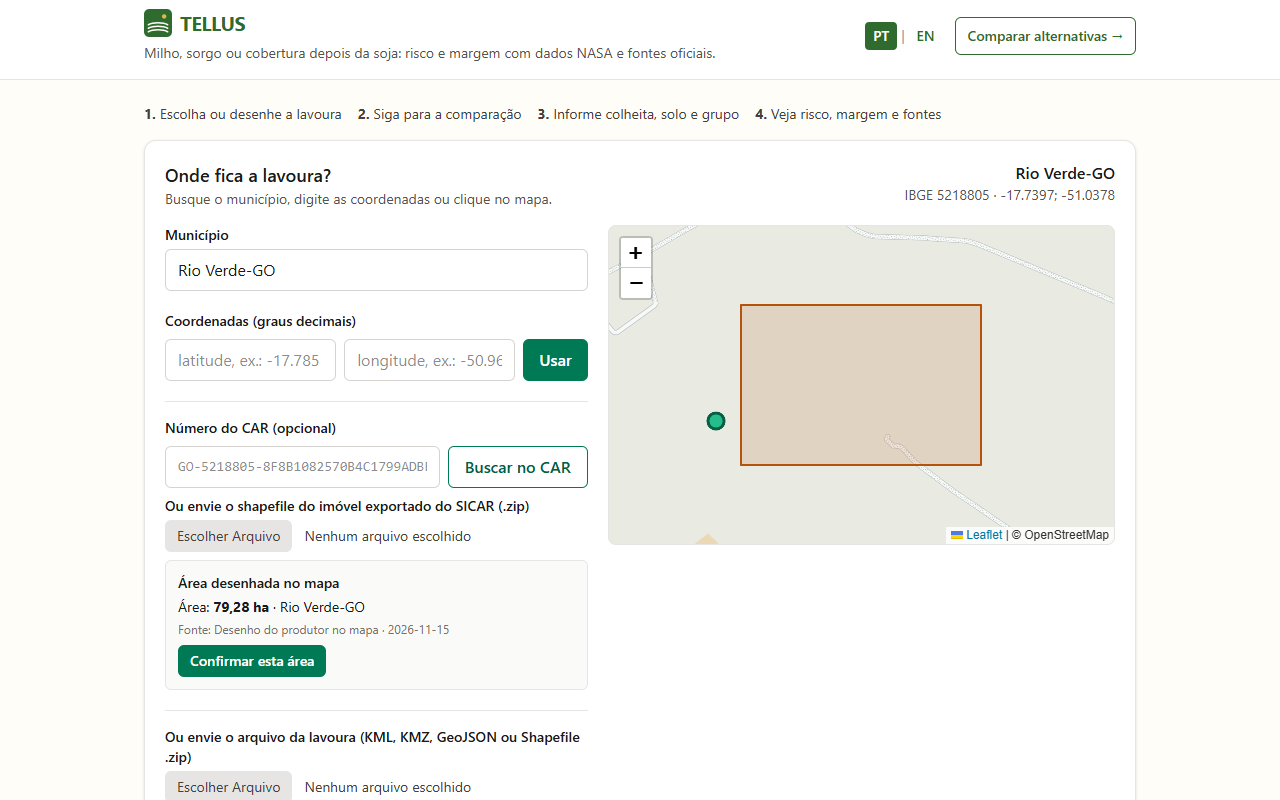 TELLUS
Milho, sorgo ou cobertura depois da soja: risco e margem com dados NASA e fontes oficiais.
PT | EN
Comparar alternativas →
1. Escolha ou desenhe a lavoura 2. Siga para a comparação 3. Informe colheita, solo e grupo 4. Veja risco, margem e fontes
Onde fica a lavoura?
Busque o município, digite as coordenadas ou clique no mapa.
Rio Verde-GO
IBGE 5218805 · -17.7397; -51.0378
Município
Rio Verde-GO
Coordenadas (graus decimais)
latitude, ex.: -17.785
longitude, ex.: -50.96
Usar
Número do CAR (opcional)
GO-5218805-8F8B1082570B4C1799ADB
Buscar no CAR
Ou envie o shapefile do imóvel exportado do SICAR (.zip)
Escolher Arquivo Nenhum arquivo escolhido
Área desenhada no mapa
Área: 79,28 ha · Rio Verde-GO
Fonte: Desenho do produtor no mapa · 2026-11-15
Confirmar esta área
Ou envie o arquivo da lavoura (KML, KMZ, GeoJSON ou Shapefile
.zip)
Escolher Arquivo Nenhum arquivo escolhido
+
−
Leaflet | © OpenStreetMap